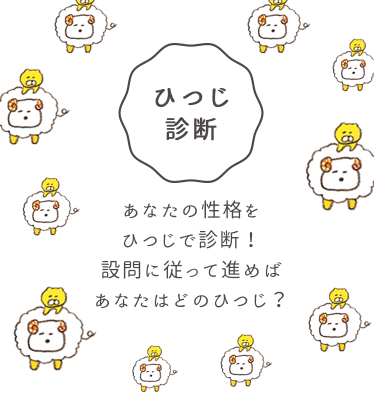 ひつじ
診断
あなたの性格を
ひつじで診断！
設問に従って進めば
あなたはどのひつじ？